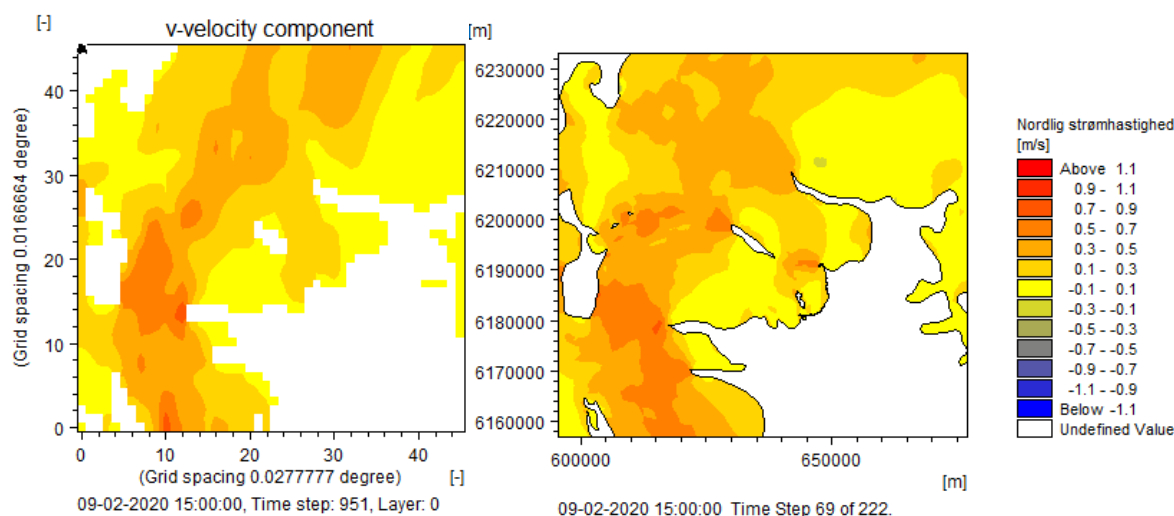 [-]
v-velocity component
(Grid spacing 0.0166664 degree)
40
30
20
10
0
0
10
20
30
40
(Grid spacing 0.0277777 degree)
[-]
09-02-2020 15:00:00, Time step: 951, Layer: 0
[m]
6230000
6220000
6210000
6200000
6190000
6180000
6170000
6160000
600000
650000
[m]
09-02-2020 15:00:00 Time Step 69 of 222.
Nordlig strømhastighed
[m/s]
Above 1.1
0.9 - 1.1
0.7 - 0.9
0.5 - 0.7
0.3 - 0.5
0.1 - 0.3
-0.1 - 0.1
-0.3 - -0.1
-0.5 - -0.3
-0.7 - -0.5
-0.9 - -0.7
-1.1 - -0.9
Below -1.1
Undefined Value